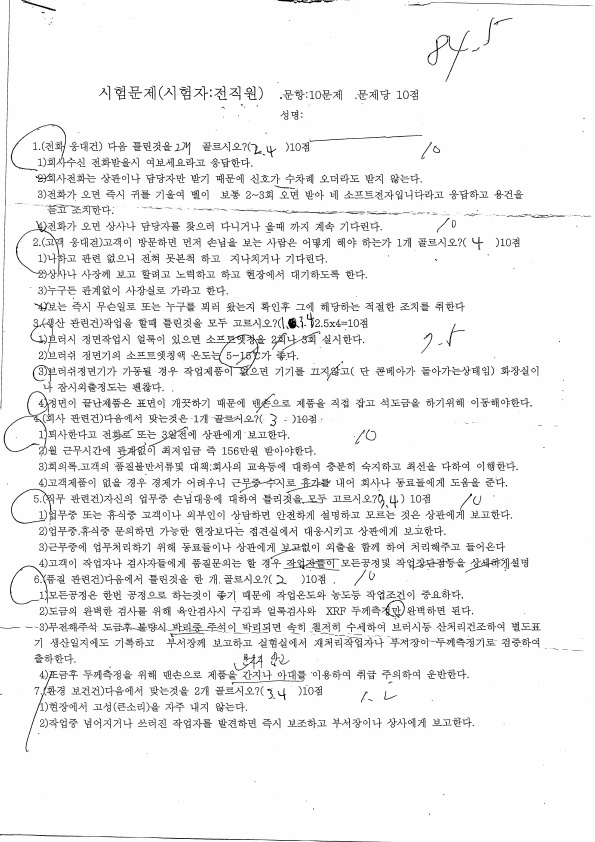 84.5
시험문제(시험자:전직원) .문항:10문제 .문제당 10점
성명:
1.(전화 응대건) 다음 틀린것을 2개 골르시오?(2.4)10점 10
1)회사수신 전화받을시 여보세요라고 응답한다.
2)회사전화는 상관이나 담당자만 받기 때문에 신호가 수차례 오더라도 받지 않는다.
3)전화가 오면 즉시 귀를 기울여 벨이 보통 2~3회 오면 받아 네 소프트전자입니다라고 응답하고 용건을
듣고 조치한다.
4)전화가 오면 상사나 담당자를 찾으러 다니거나 올때 까지 계속 기다린다. 10
2.(고객 응대건)고객이 방문하면 먼저 손님을 보는 사람은 어떻게 해야 하는가 1개 골르시오?( 4 )10점
1)나하고 관련 없으니 전혀 못본척 하고 지나치거나 기다린다.
2)상사나 사장께 보고 할려고 노력하고 하고 현장에서 대기하도록 한다.
3)누구든 관계없이 사장실로 가라고 한다.
4)보는 즉시 무슨일로 또는 누구를 뵈러 왔는지 확인후 그에 해당하는 적절한 조치를 취한다
3.(생산 관련건)작업을 할때 틀린것을 모두 고르시오?(1.3.4)2.5x4=10점
1)브러시 정면작업시 얼룩이 있으면 소프트엣칭을 2회나 3회 실시한다. 7.5
2)브러쉬 정면기의 소프트엣칭액 온도는 5~15℃가 좋다.
3)브러쉬정면기가 가동될 경우 작업제품이 없으면 기기를 끄지않고( 단 콘베아가 돌아가는상태임) 화장실이
나 잠시외출정도는 괜찮다.
4)정면이 끝난제품은 표면이 개끗하기 때문에 맨손으로 제품을 직접 잡고 석도금을 하기위해 이동해야한다.
4.(회사 관련건)다음에서 맞는것은 1개 골르시오?( 3 )10점
1)퇴사한다고 전화로 또는 3일전에 상관에게 보고한다. 10
2)월 근무시간에 관계없이 최저임금 즉 156만원 받아야한다.
3)회의록.고객의 품질불만서류및 대책.회사의 교육등에 대하여 충분히 숙지하고 최선을 다하여 이행한다.
4)고객제품이 없을 경우 경제가 어려우니 근무중 수시로 휴가를 내어 회사나 동료들에게 도움을 준다.
5.(직무 관련건)자신의 업무중 손님대응에 대하여 틀리것을 모두 고르시오?(3.4) 10점 10
1)업무중 또는 휴식중 고객이나 외부인이 상담하면 안전하게 설명하고 모르는 것은 상관에게 보고한다.
2)업무중.휴식중 문의하면 가능한 현장보다는 접견실에서 대응시키고 상관에게 보고한다.
3)근무중에 업무처리하기 위해 동료들이나 상관에게 보고없이 외출을 함께 하여 처리해주고 들어온다
4)고객이 작업자나 검사자들에게 품질문의는 할 경우 작업자들이 모든공정및 작업장단점등을 상세하게설명
6.(품질 관련건)다음에서 틀린것을 한 개 골르시오?( 2 )10점 10
1)모든공정은 한번 공정으로 하는것이 좋기 때문에 작업온도와 농도등 작업조건이 중요하다.
2)도금의 완벽한 검사를 위해 육안검사시 구김과 얼룩검사와 XRF 두께측정만 완벽하면 된다.
3)무전해주석 도금후 불량시 박리중 주석이 박리되면 속히 철저히 수세하여 브러시등 산처리건조하여 별도표
기 생산일지에도 기록하고 부서장께 보고하고 실험실에서 재처리작업자나 부서장이 두께측정기로 검증하여
출하한다.
4)도금후 두께측정을 위해 맨손으로 제품을 간지나 아대를 이용하여 취급 주의하여 운반한다.
7.(환경 보건건)다음에서 맞는것을 2개 골르시오?( 3.4 )10점 1.2
1)현장에서 고성(큰소리)을 자주 내지 않는다.
2)작업중 넘어지거나 쓰러진 작업자를 발견하면 즉시 보조하고 부서장이나 상사에게 보고한다.